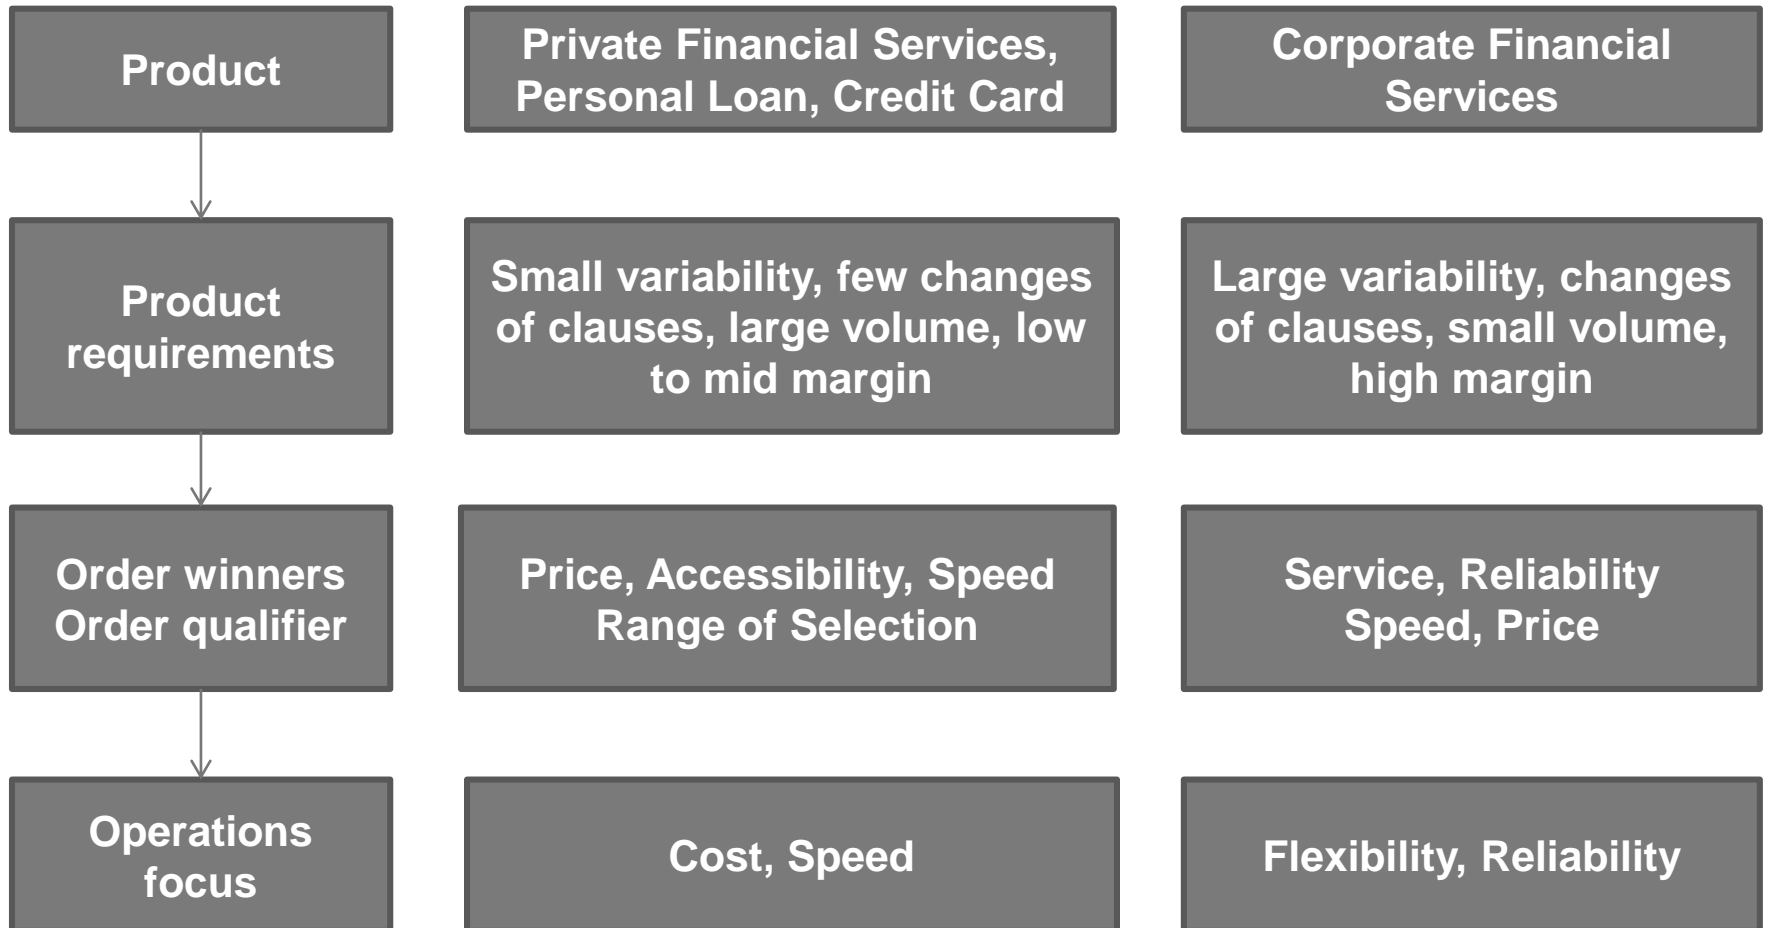 Product
Private Financial Services,
Personal Loan, Credit Card
Corporate Financial
Services
Product
requirements
Small variability, few changes
of clauses, large volume, low
to mid margin
Large variability, changes
of clauses, small volume,
high margin
Order winners
Order qualifier
Price, Accessibility, Speed
Range of Selection
Service, Reliability
Speed, Price
Operations
focus
Cost, Speed
Flexibility, Reliability